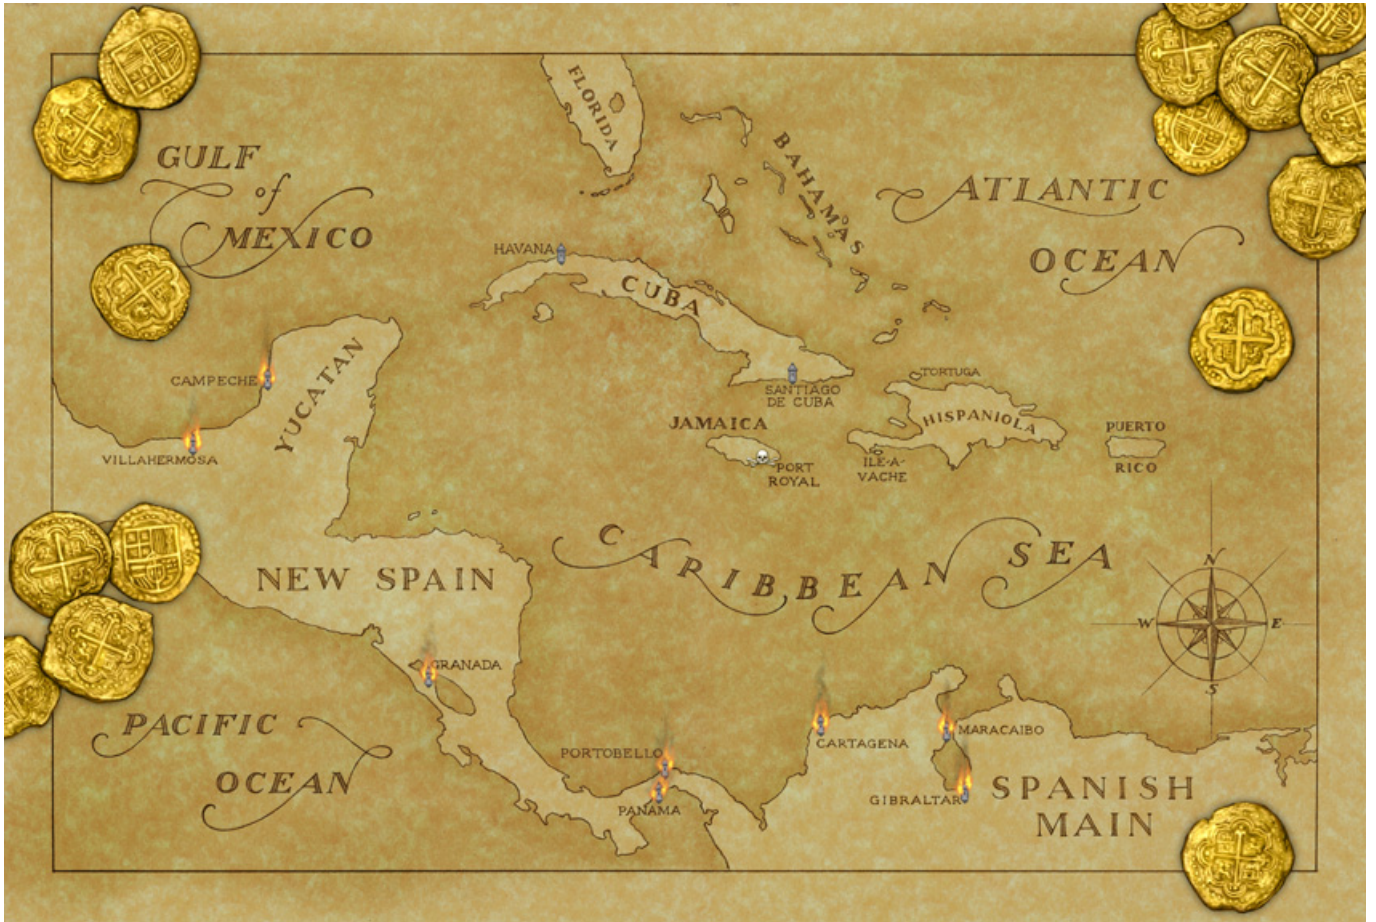 FLORIDA
GULF
of
MEXICO
BAHAMAS
ATLANTIC
OCEAN
HAVANA
CUBA
YUCATAN
CAMPECHE
SANTIAGO
DE CUBA
TORTUGA
HISPANIOLA
JAMAICA
PORT
ROYAL
ILE-A-
VACHE
PUERTO
RICO
VILLAHERMOSA
CARIBBEAN SEA
NEW SPAIN
N
W
E
S
GRANADA
PACIFIC
OCEAN
PORTOBELLO
PANAMA
CARTAGENA
MARACAIBO
GIBRALTAR
SPANISH
MAIN